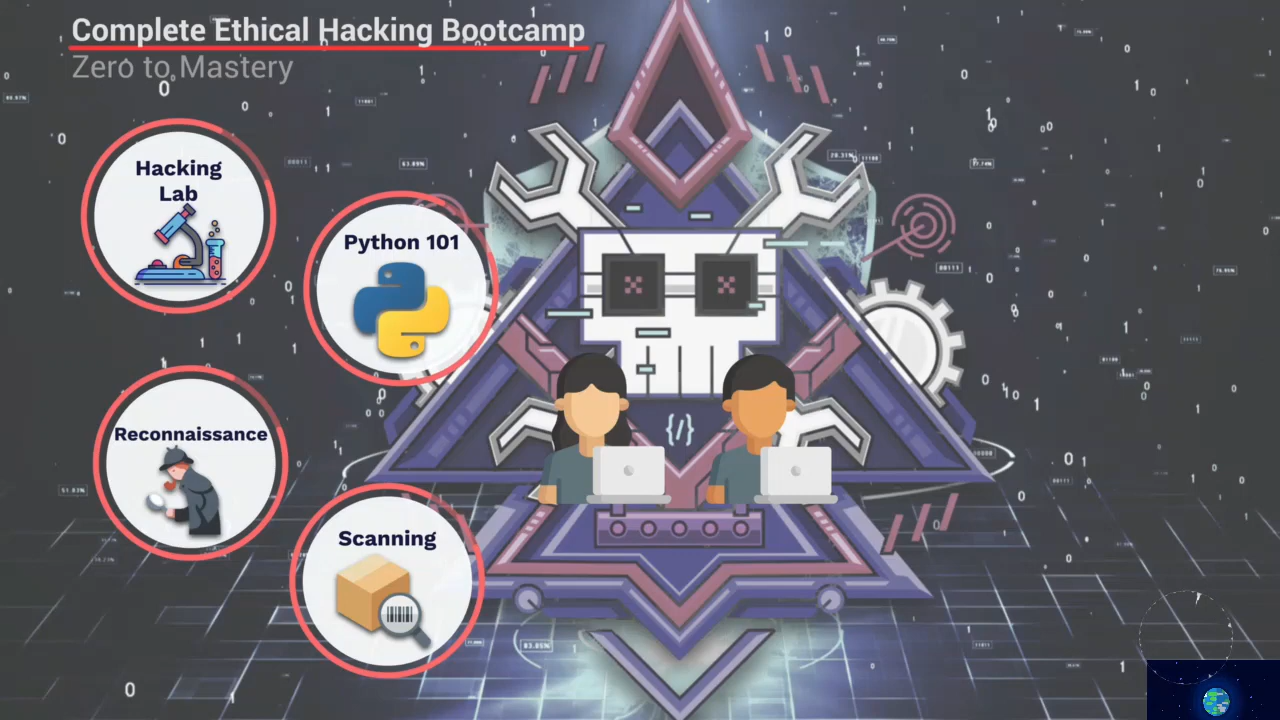 Complete Ethical Hacking Bootcamp
Zero to Mastery
Hacking
Lab
Python 101
Reconnaissance
Scanning
{/}